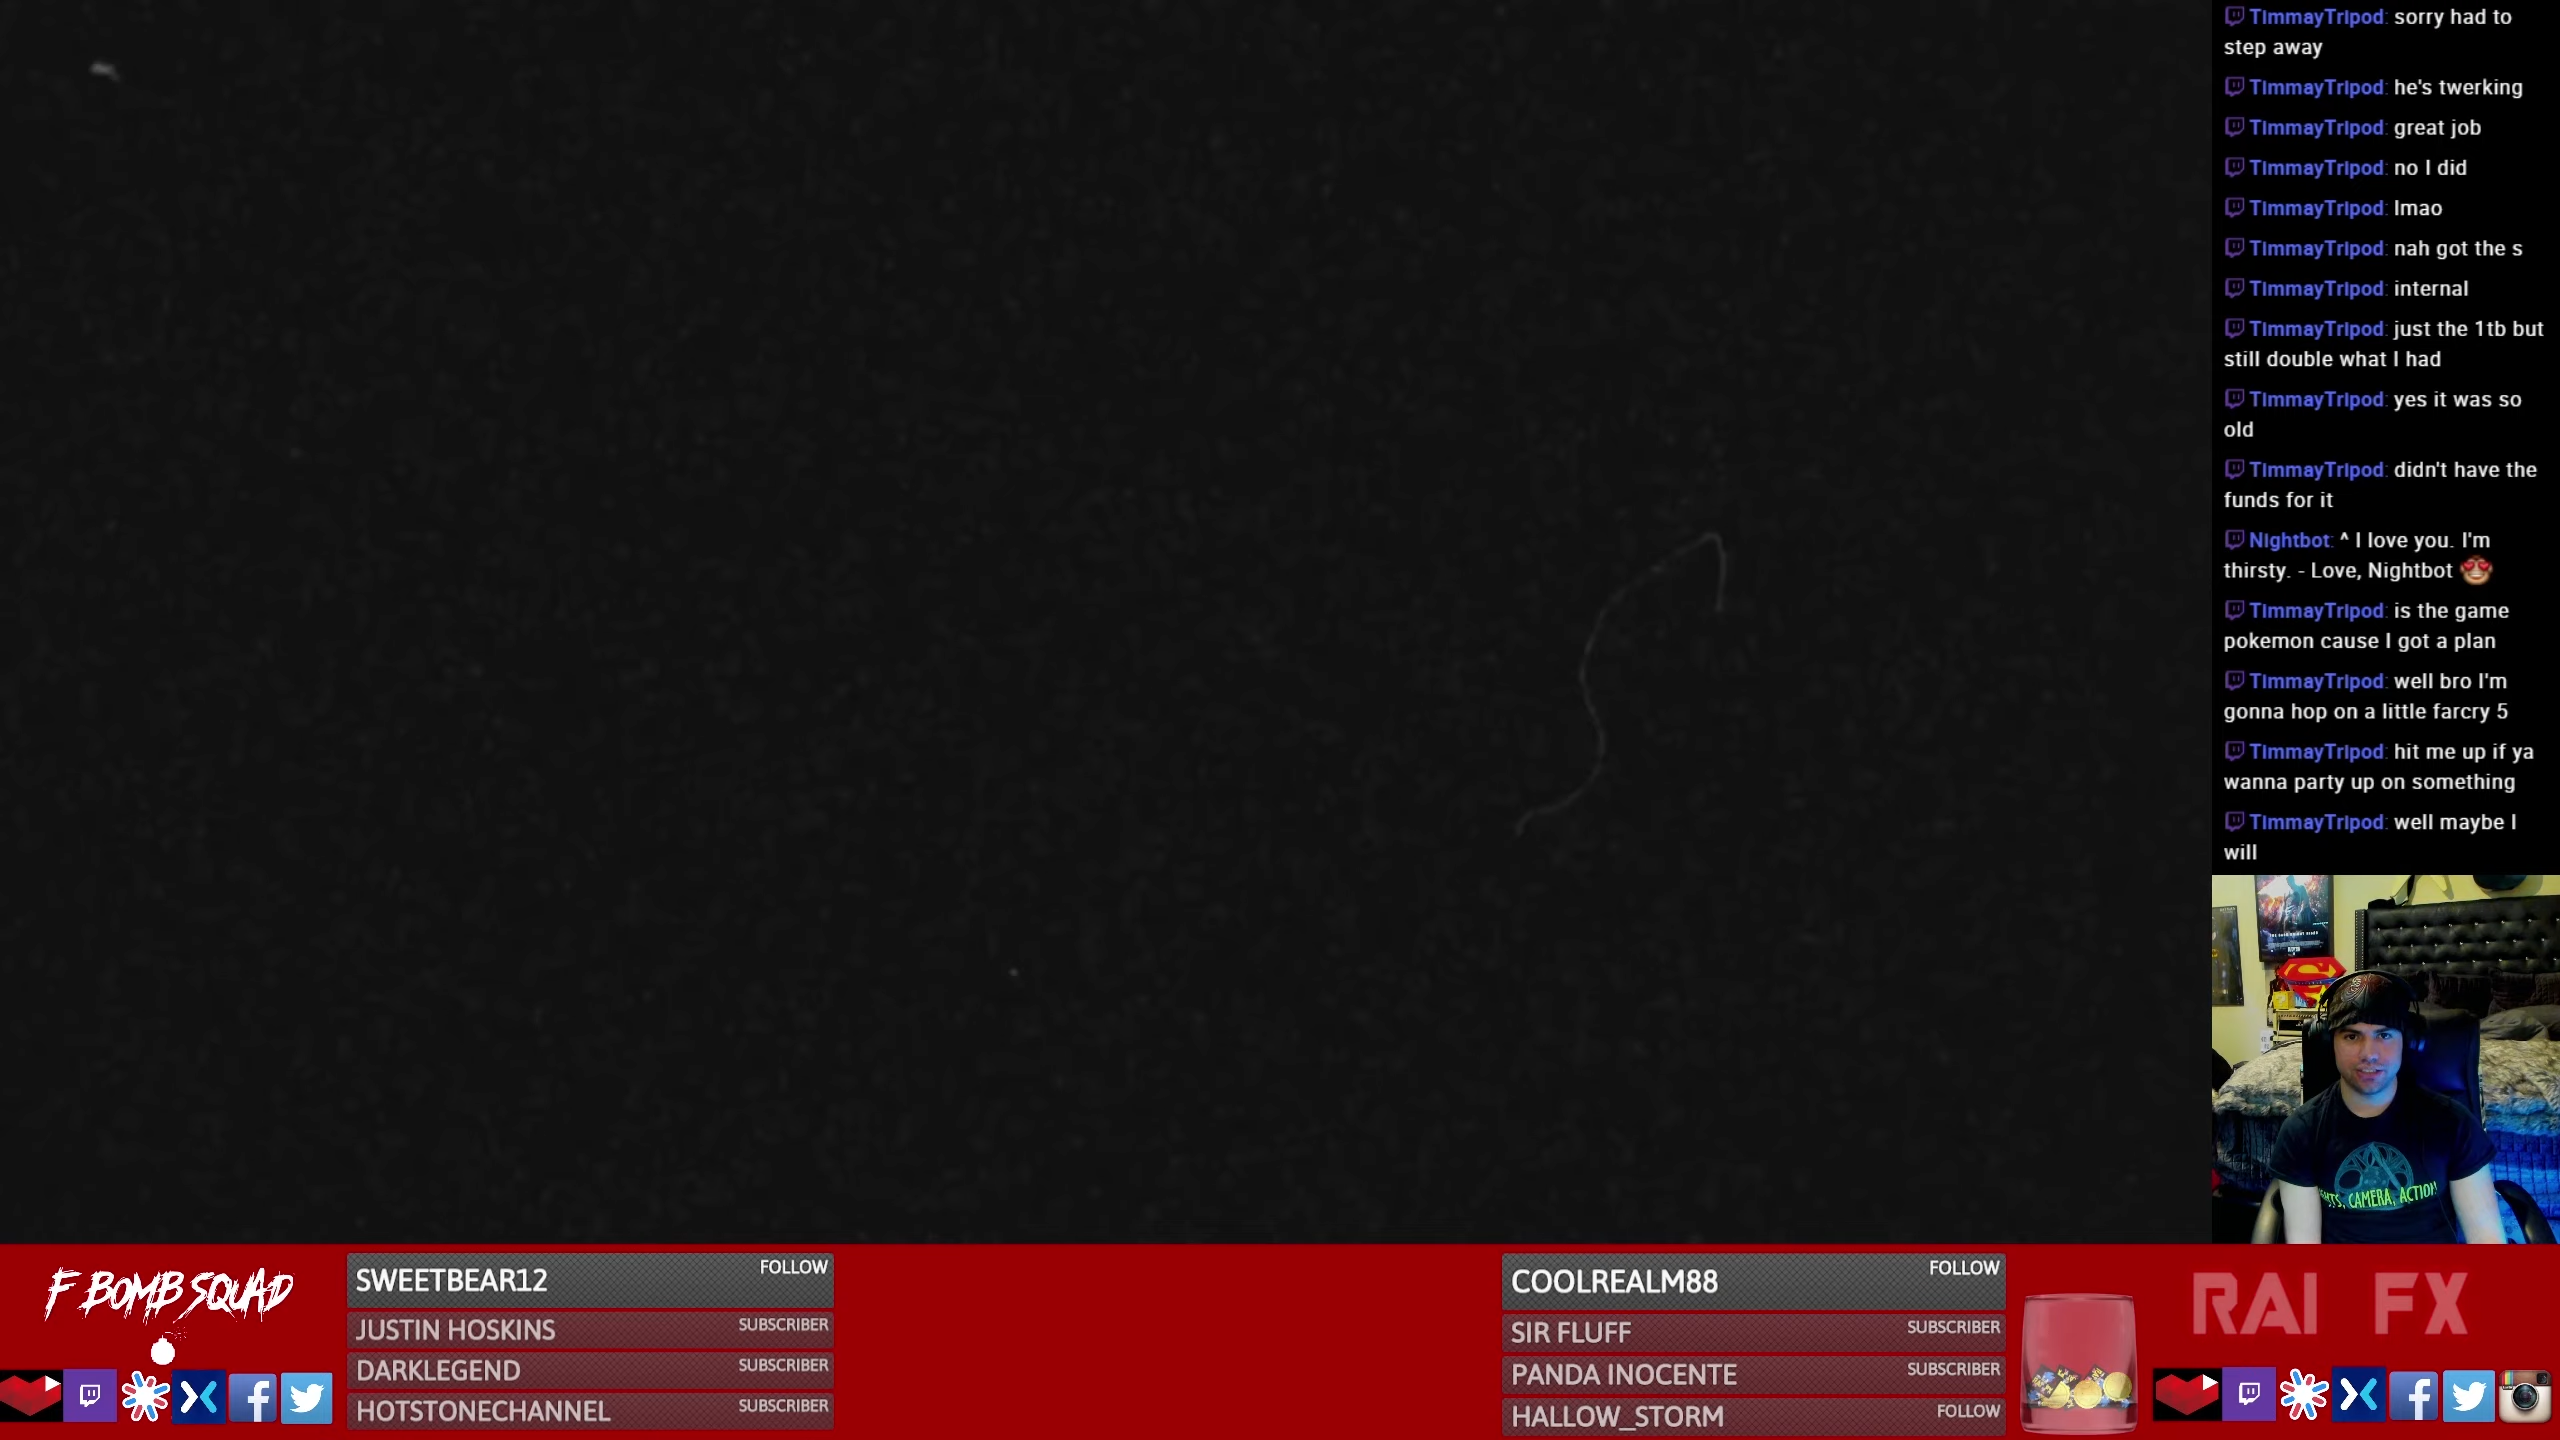 TimmayTripod: sorry had to
step away
TimmayTripod: he's twerking
TimmayTripod: great job
TimmayTripod: no I did
TimmayTripod: lmao
TimmayTripod: nah got the s
TimmayTripod: internal
TimmayTripod: just the 1tb but
still double what I had
TimmayTripod: yes it was so
old
TimmayTripod: didn't have the
funds for it
Nightbot: ^ I love you. I'm
thirsty. - Love, Nightbot
TimmayTripod: is the game
pokemon cause I got a plan
TimmayTripod: well bro I'm
gonna hop on a little farcry 5
TimmayTripod: hit me up if ya
wanna party up on something
TimmayTripod: well maybe I
will
CAMERA, ACTION
F BOMB SQUAD
SWEETBEAR12 FOLLOW
JUSTIN HOSKINS SUBSCRIBER
DARKLEGEND SUBSCRIBER
HOTSTONECHANNEL SUBSCRIBER
COOLREALM88 FOLLOW
SIR FLUFF SUBSCRIBER
PANDA INOCENTE SUBSCRIBER
HALLOW_STORM FOLLOW
RAI FX